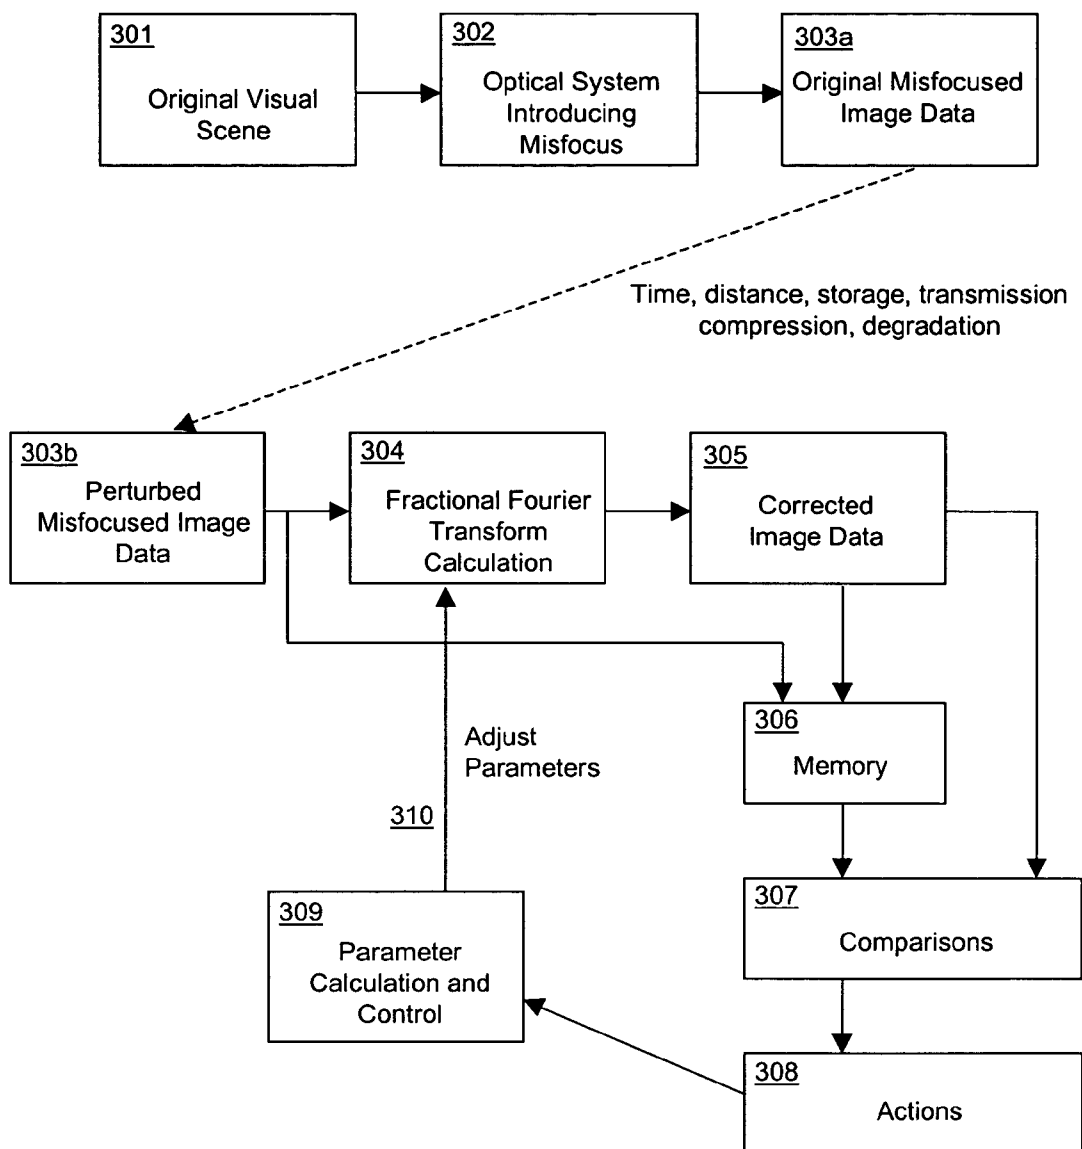 301
Original Visual
Scene
302
Optical System
Introducing
Misfocus
303a
Original Misfocused
Image Data
Time, distance, storage, transmission
compression, degradation
303b
Perturbed
Misfocused Image
Data
304
Fractional Fourier
Transform
Calculation
305
Corrected
Image Data
306
Memory
Adjust
Parameters
310
307
Comparisons
309
Parameter
Calculation and
Control
308
Actions